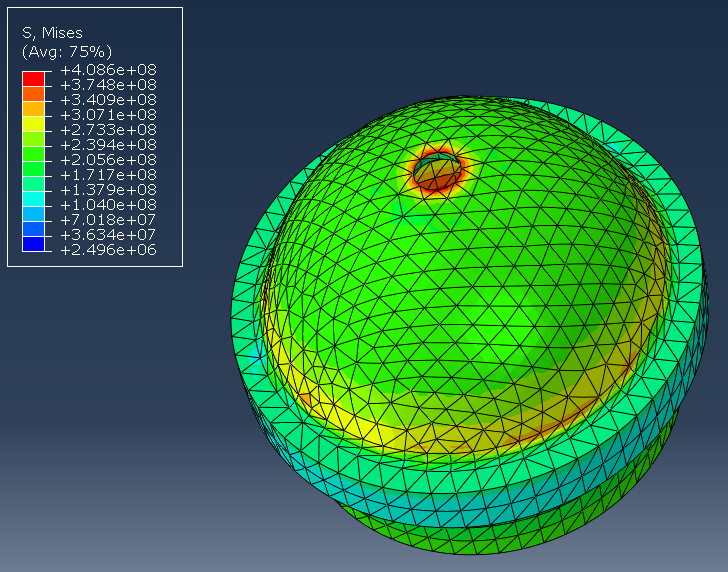 S, Mises
(Avg: 75%)
+4.086e+08
+3.748e+08
+3.409e+08
+3.071e+08
+2.733e+08
+2.394e+08
+2.056e+08
+1.717e+08
+1.379e+08
+1.040e+08
+7.018e+07
+3.634e+07
+2.496e+06